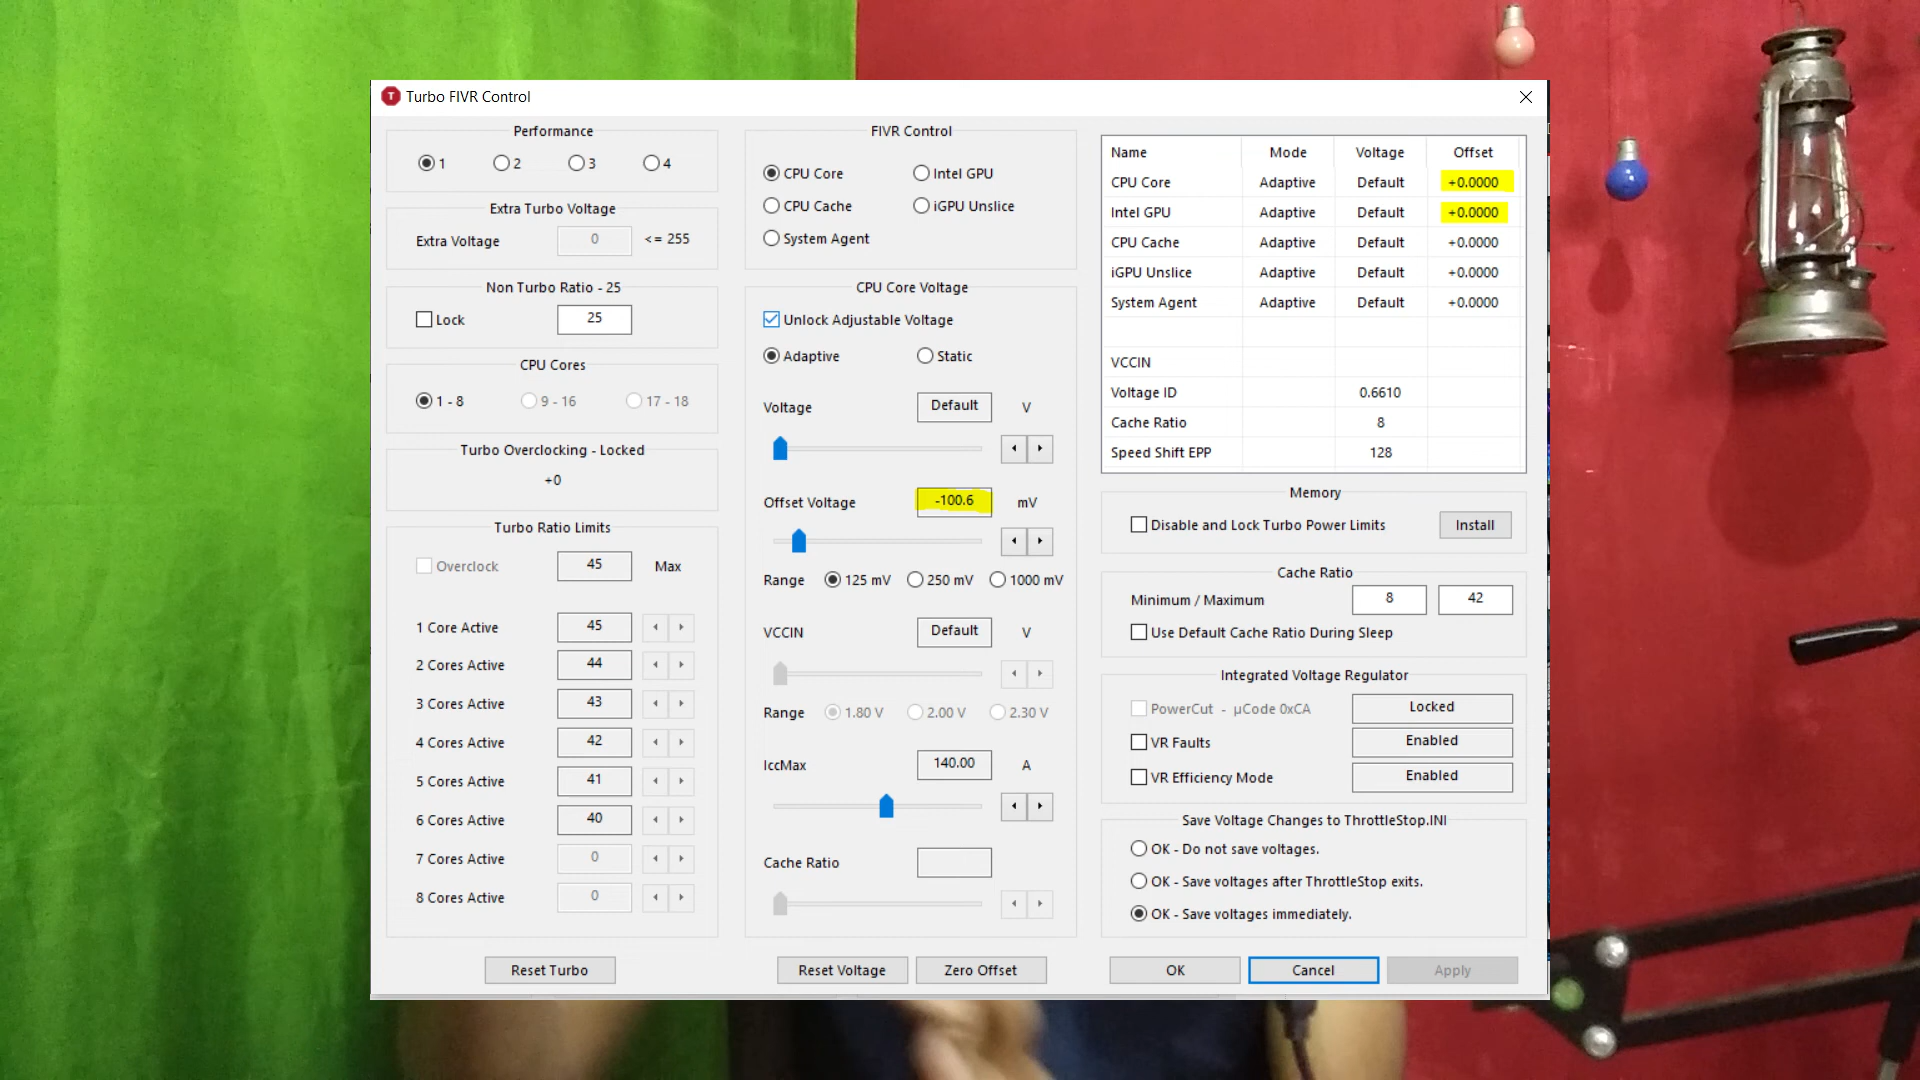 T Turbo FIVR Control
Performance
1 2 3 4
Extra Turbo Voltage
Extra Voltage 0 <= 255
Non Turbo Ratio - 25
Lock 25
CPU Cores
1 - 8 9 - 16 17 - 18
Turbo Overclocking - Locked
+0
Turbo Ratio Limits
Overclock 45 Max
1 Core Active 45
2 Cores Active 44
3 Cores Active 43
4 Cores Active 42
5 Cores Active 41
6 Cores Active 40
7 Cores Active 0
8 Cores Active 0
Reset Turbo
FIVR Control
CPU Core Intel GPU
CPU Cache iGPU Unslice
System Agent
CPU Core Voltage
Unlock Adjustable Voltage
Adaptive Static
Voltage Default V
Offset Voltage -100.6 mV
Range 125 mV 250 mV 1000 mV
VCCIN Default V
Range 1.80 V 2.00 V 2.30 V
IccMax 140.00 A
Cache Ratio
Reset Voltage Zero Offset
Name Mode Voltage Offset
CPU Core Adaptive Default +0.0000
Intel GPU Adaptive Default +0.0000
CPU Cache Adaptive Default +0.0000
iGPU Unslice Adaptive Default +0.0000
System Agent Adaptive Default +0.0000
VCCIN
Voltage ID 0.6610
Cache Ratio 8
Speed Shift EPP 128
Memory
Disable and Lock Turbo Power Limits Install
Cache Ratio
Minimum / Maximum 8 42
Use Default Cache Ratio During Sleep
Integrated Voltage Regulator
PowerCut - µCode 0xCA Locked
VR Faults Enabled
VR Efficiency Mode Enabled
Save Voltage Changes to ThrottleStop.INI
OK - Do not save voltages.
OK - Save voltages after ThrottleStop exits.
OK - Save voltages immediately.
OK Cancel Apply